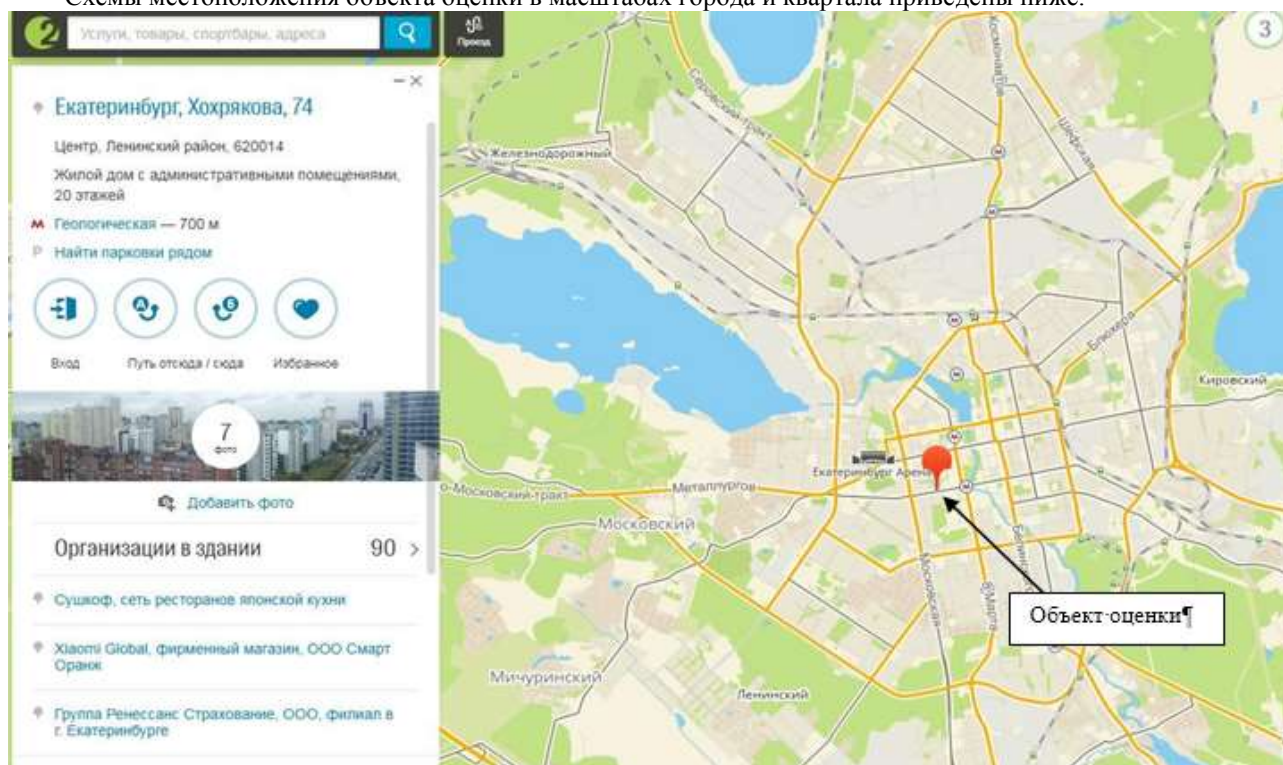 Схемы местоположения объекта оценки в масштабах города и квартала приведены ниже.
2
Услуги, товары, спортбары, адреса
Проезд
3
Екатеринбург, Хохрякова, 74
Центр, Ленинский район, 620014
Жилой дом с административными помещениями,
20 этажей
Геологическая — 700 м
P Найти парковки рядом
А
Б
Вход
Путь отсюда / сюда
Избранное
7
фото
Добавить фото
Организации в здании
90 >
Сушкоф, сеть ресторанов японской кухни
Xiaomi Global, фирменный магазин, ООО Смарт
Оранж
Группа Ренессанс Страхование, ООО, филиал в
г. Екатеринбурге
Серовский тракт
Шефская
Железнодорожный
Блюхера
Кировский
Екатеринбург Арена
о-Московский тракт
Металлургов
Московский
Московская
8 Марта
Объект·оценки¶
Мичуринский
Ленинский